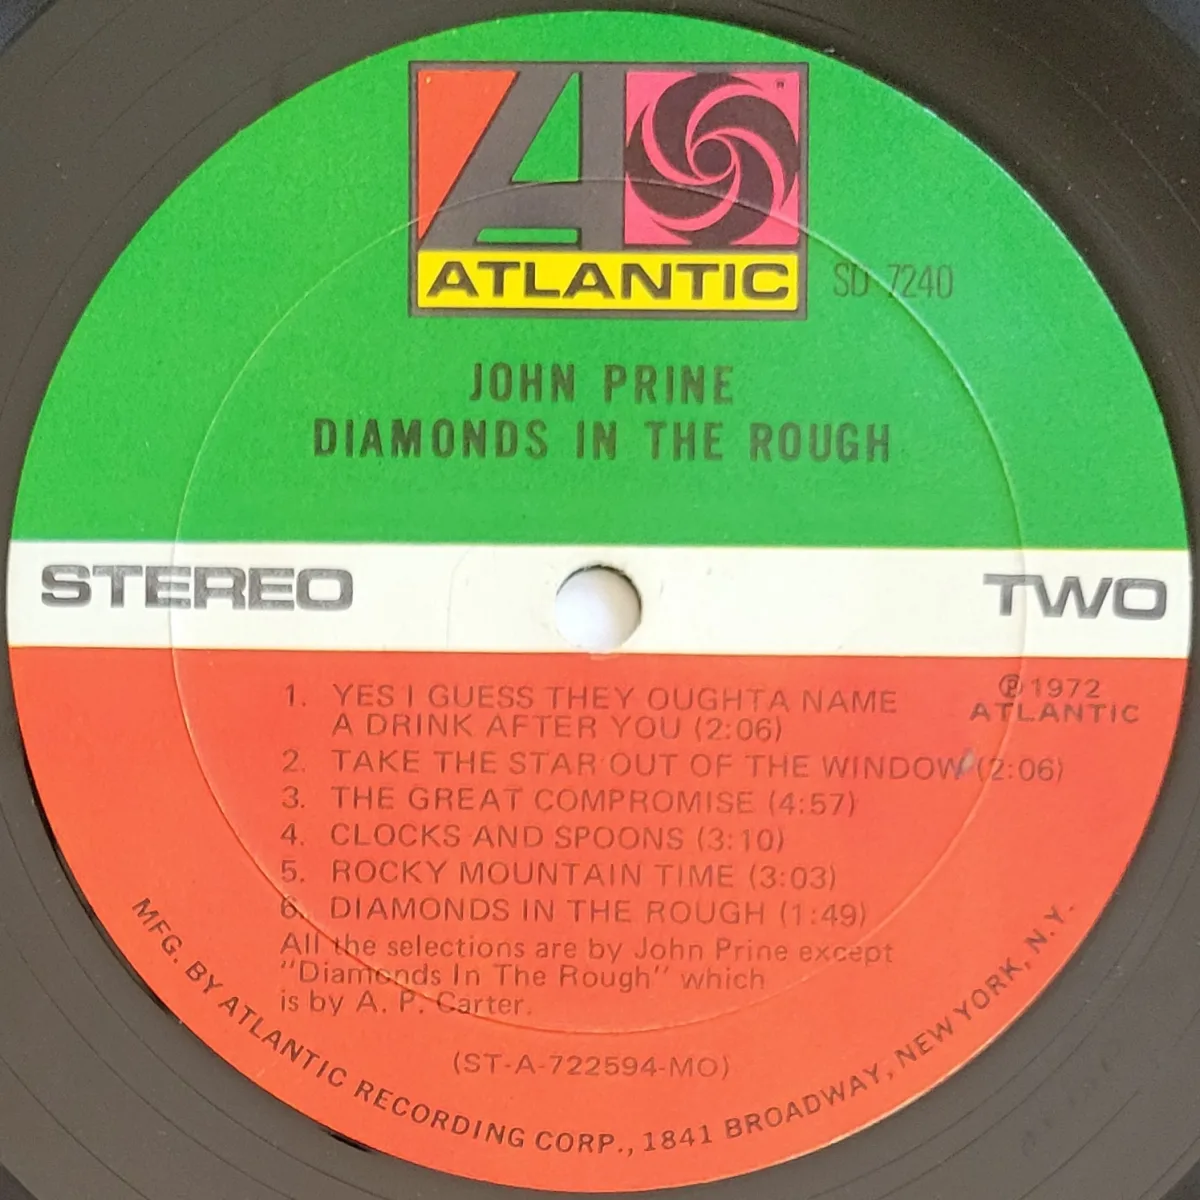 ATLANTIC
SD 7240
JOHN PRINE
DIAMONDS IN THE ROUGH
STEREO
TWO
℗1972
ATLANTIC
1. YES I GUESS THEY OUGHTA NAME
A DRINK AFTER YOU (2:06)
2. TAKE THE STAR OUT OF THE WINDOW (2:06)
3. THE GREAT COMPROMISE (4:57)
4. CLOCKS AND SPOONS (3:10)
5. ROCKY MOUNTAIN TIME (3:03)
6. DIAMONDS IN THE ROUGH (1:49)
All the selections are by John Prine except
"Diamonds In The Rough" which
is by A. P. Carter.
(ST-A-722594-MO)
MFG. BY ATLANTIC RECORDING CORP., 1841 BROADWAY, NEW YORK, N.Y.